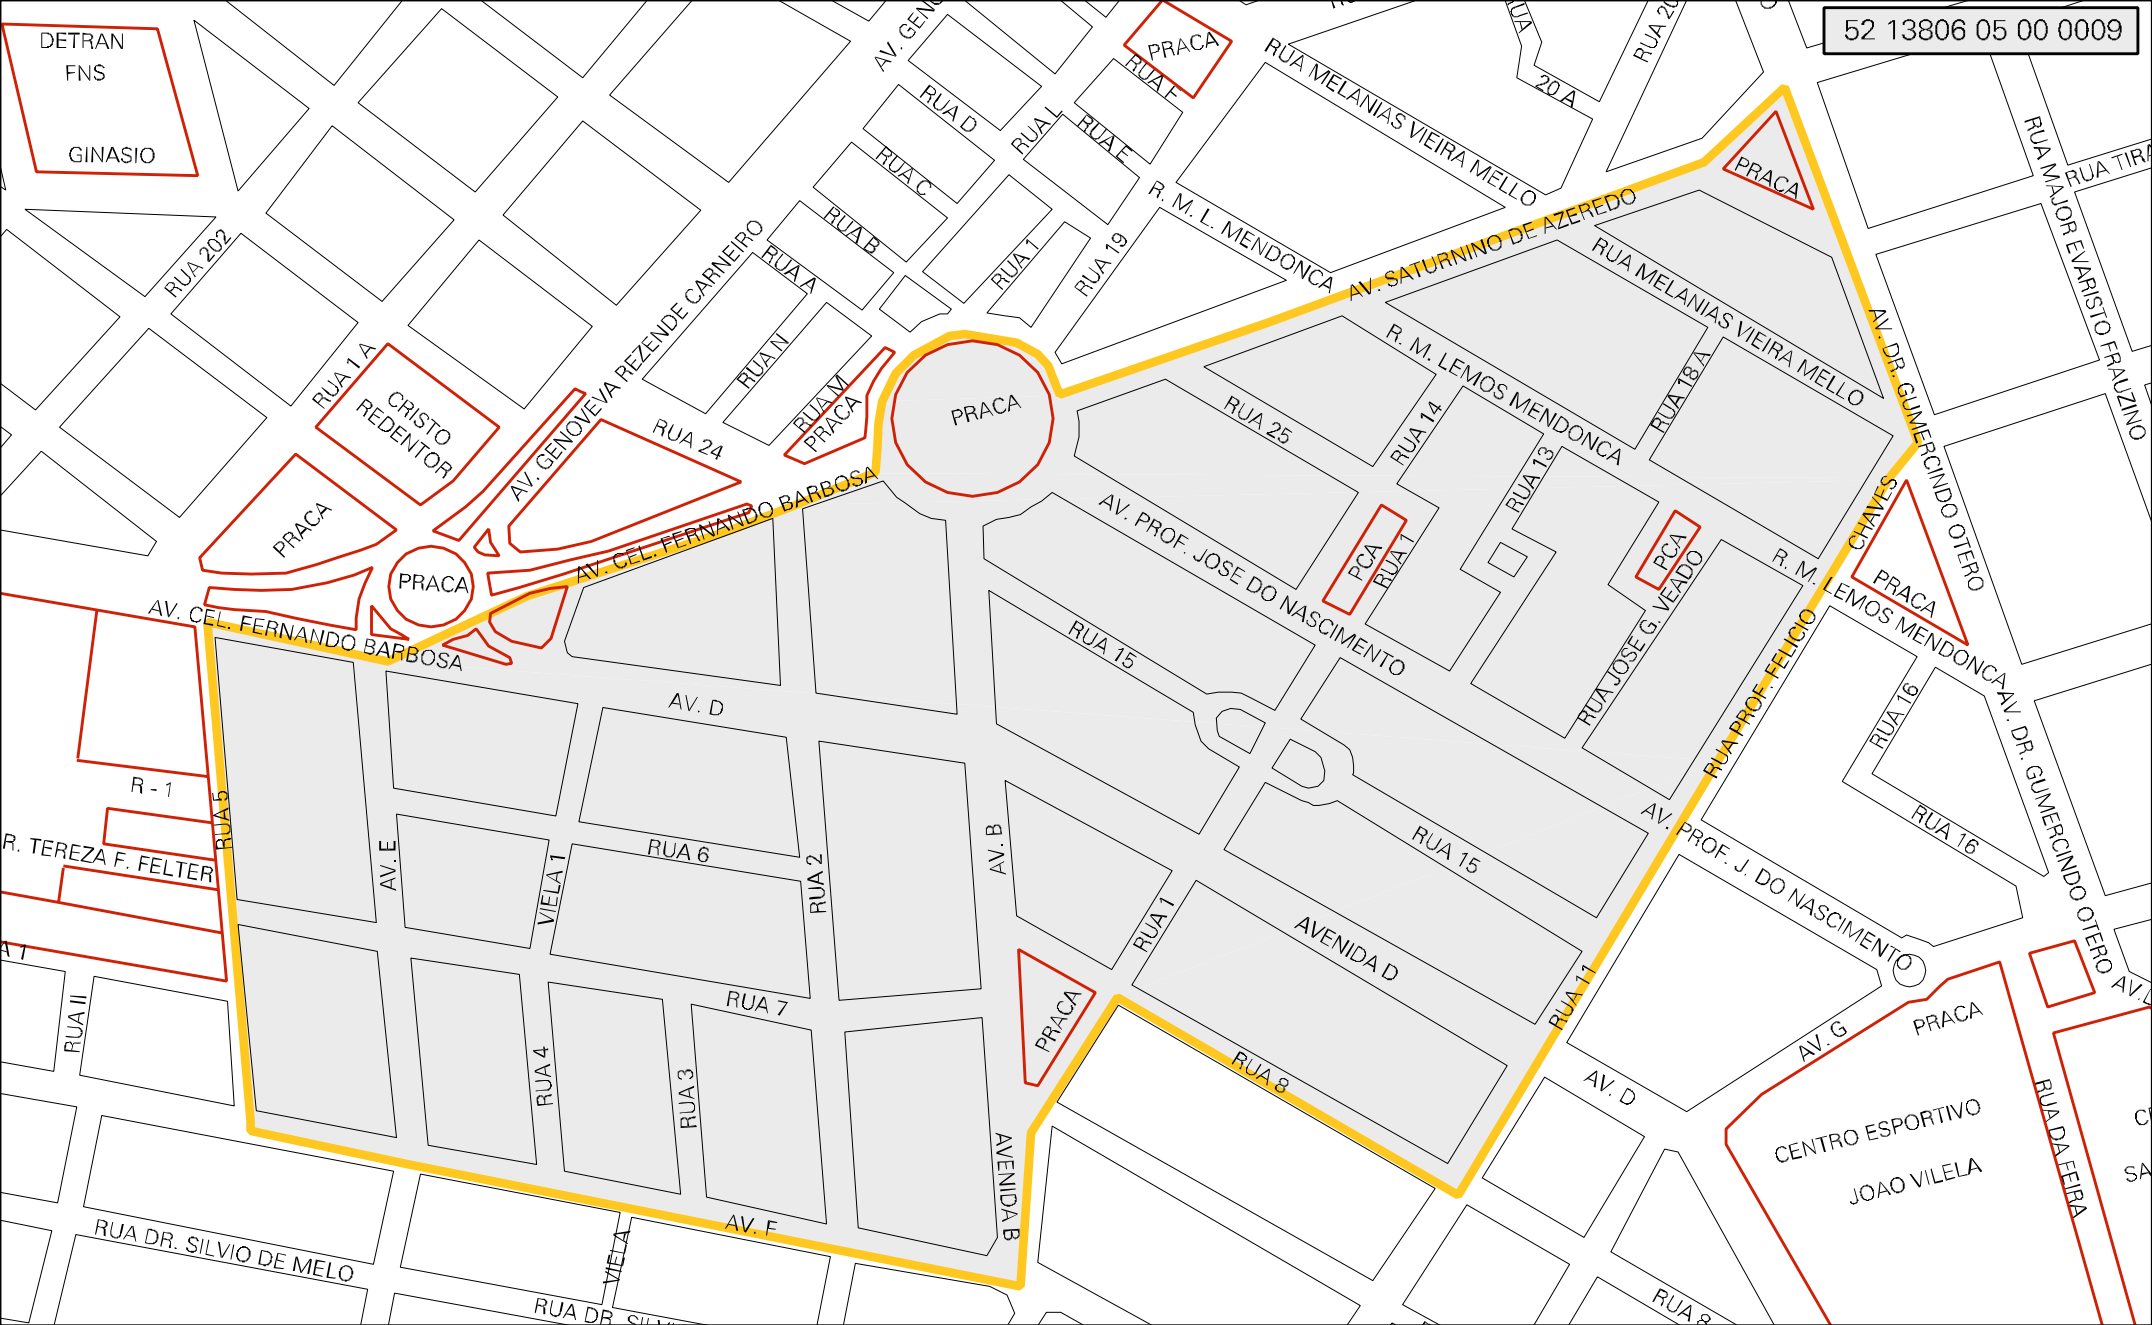 52 13806 05 00 0009
DETRAN
FNS
GINASIO
PRACA
RUA F
RUA E
RUA L
RUA D
RUA C
RUA B
RUA A
RUA 1
RUA 19
RUA N
RUA M
PRACA
RUA 24
RUA MELANIAS VIEIRA MELLO
20 A
R. M. L. MENDONCA
AV. SATURNINO DE AZEREDO
PRACA
RUA MAJOR EVARISTO FRAUZINO
RUA 202
RUA 1 A
CRISTO
REDENTOR
AV. GENOVEVA REZENDE CARNEIRO
PRACA
PRACA
PRACA
AV. CEL. FERNANDO BARBOSA
AV. CEL. FERNANDO BARBOSA
RUA MELANIAS VIEIRA MELLO
R. M. LEMOS MENDONCA
RUA 18 A
RUA 25
RUA 14
RUA 13
PCA
RUA 1
PCA
RUA JOSE G. VEADO
AV. PROF. JOSE DO NASCIMENTO
AV. DR. GUMERCINDO OTERO
CHAVES
PRACA
R. M. LEMOS MENDONCA
RUA PROF. FELICIO
RUA 16
RUA 16
AV. DR. GUMERCINDO OTERO
AV. PROF. J. DO NASCIMENTO
RUA 15
RUA 15
AV. D
R - 1
RUA 5
R. TEREZA F. FELTER
AV. E
VIELA 1
RUA 6
RUA 2
AV. B
RUA 1
AVENIDA D
RUA 11
RUA 7
RUA II
RUA 4
RUA 3
PRACA
RUA 8
AVENIDA B
AV. F
AV. D
AV. G
PRACA
CENTRO ESPORTIVO
JOAO VILELA
RUA DA FEIRA
RUA DR. SILVIO DE MELO
VIELA
RUA DR.
RUA 8